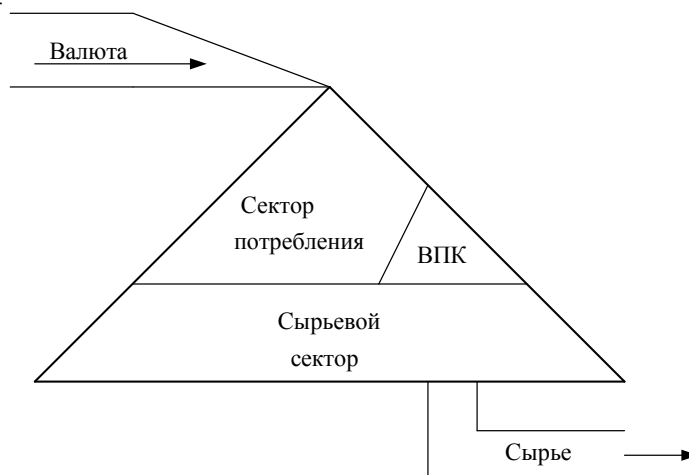 Валюта
Сектор
потребления
ВПК
Сырьевой
сектор
Сырье